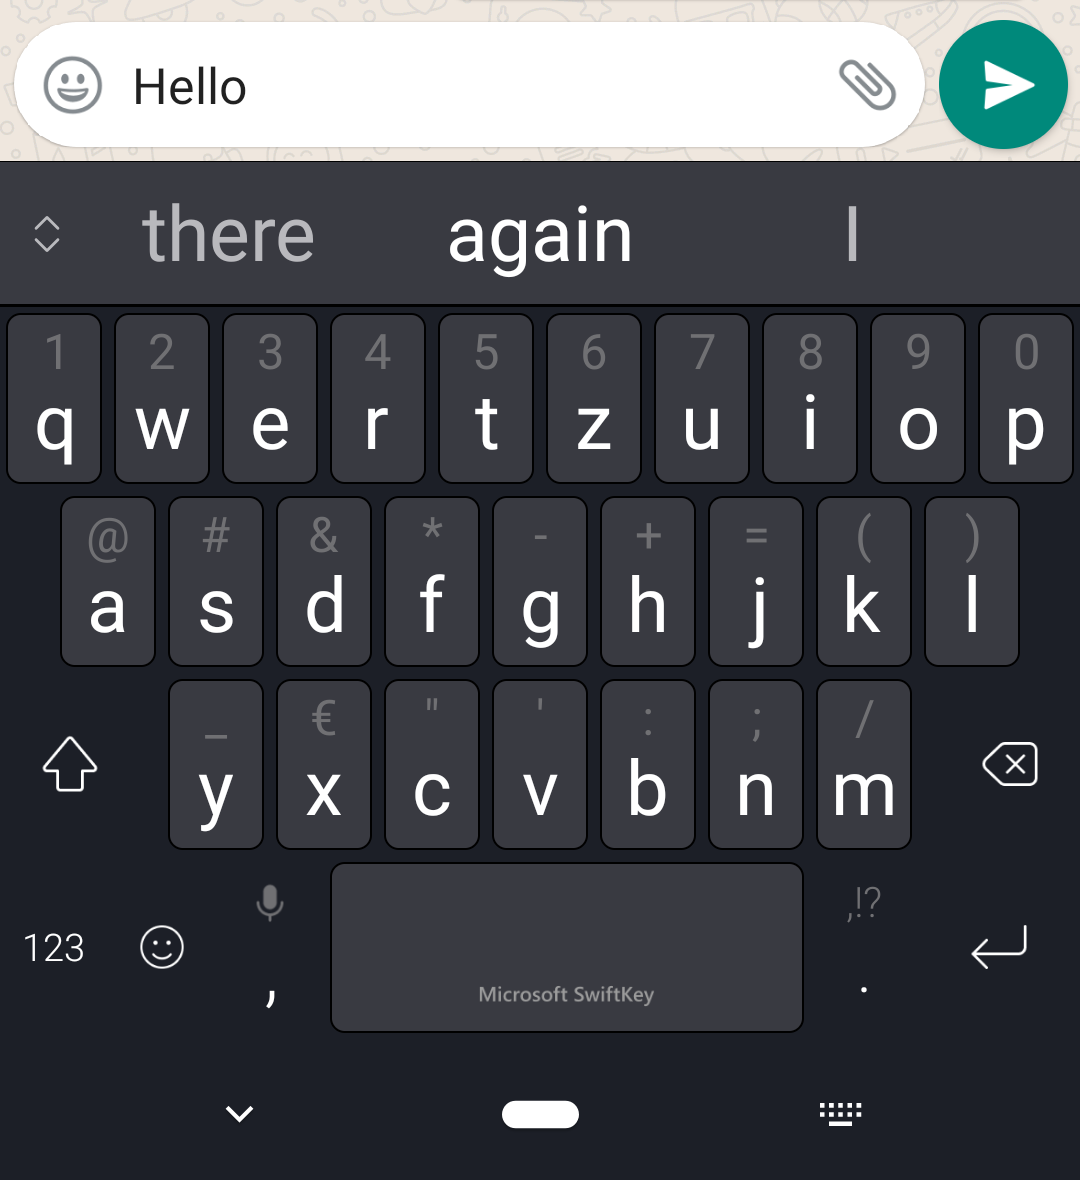 Hello
there again I
1 2 3 4 5 6 7 8 9 0
q w e r t z u i o p
@ # & * - + = ( )
a s d f g h j k l
_ € " ' : ; /
y x c v b n m
,!?
123 , Microsoft SwiftKey .